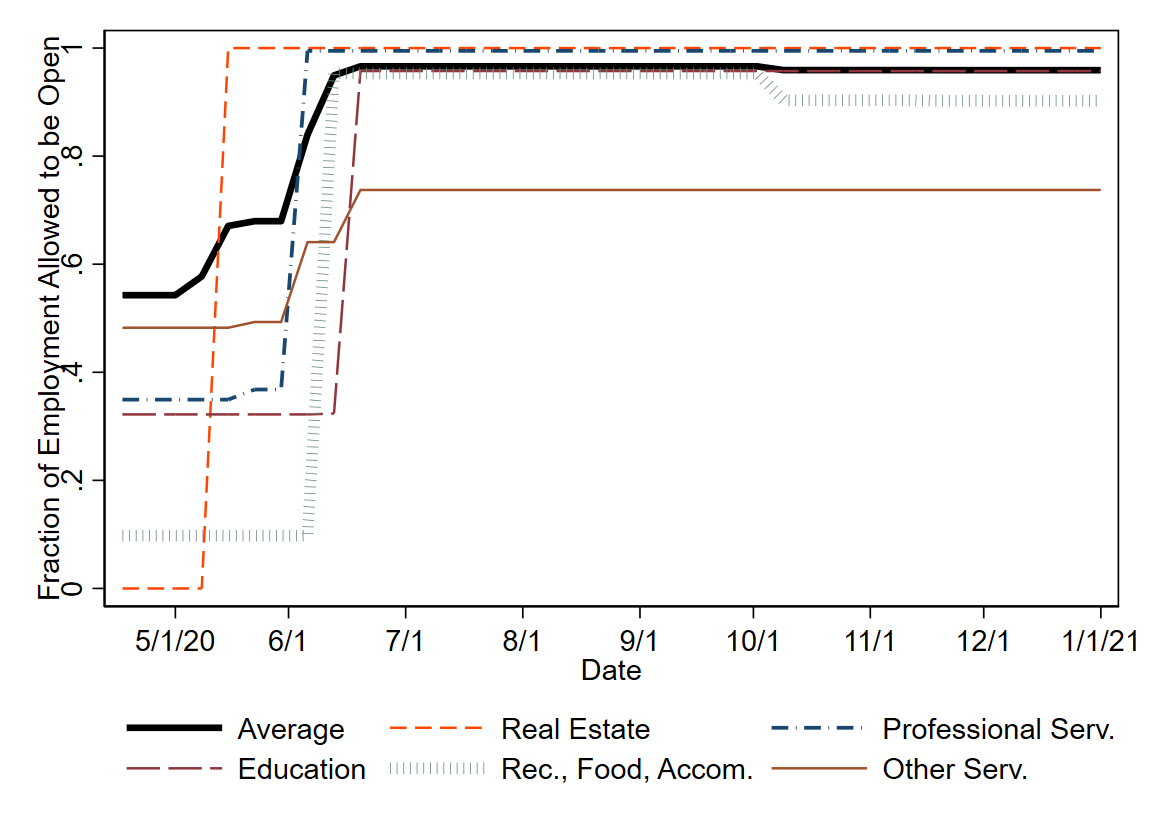 Fraction of Employment Allowed to be Open
1
.8
.6
.4
.2
0
5/1/20 6/1 7/1 8/1 9/1 10/1 11/1 12/1 1/1/21
Date
Average Real Estate Professional Serv.
Education Rec., Food, Accom. Other Serv.